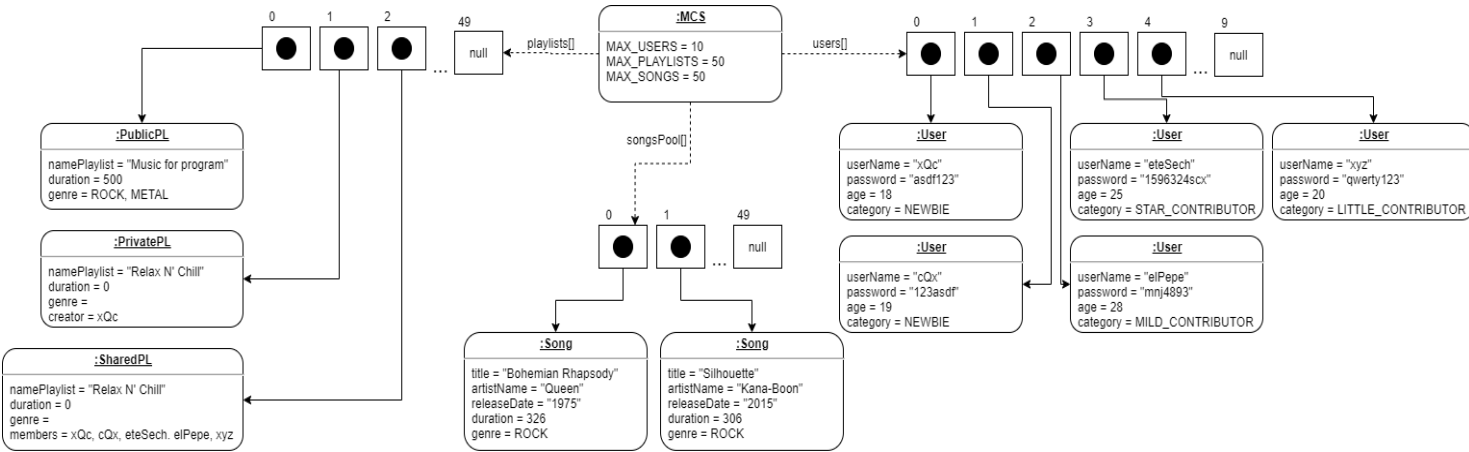 0
1
2
49
null
...
playlists[]
:MCS
MAX_USERS = 10
MAX_PLAYLISTS = 50
MAX_SONGS = 50
users[]
0
1
2
3
4
9
...
null
songsPool[]
:PublicPL
namePlaylist = "Music for program"
duration = 500
genre = ROCK, METAL
:PrivatePL
namePlaylist = "Relax N' Chill"
duration = 0
genre =
creator = xQc
:SharedPL
namePlaylist = "Relax N' Chill"
duration = 0
genre =
members = xQc, cQx, eteSech. elPepe, xyz
0
1
49
...
null
:Song
title = "Bohemian Rhapsody"
artistName = "Queen"
releaseDate = "1975"
duration = 326
genre = ROCK
:Song
title = "Silhouette"
artistName = "Kana-Boon"
releaseDate = "2015"
duration = 306
genre = ROCK
:User
userName = "xQc"
password = "asdf123"
age = 18
category = NEWBIE
:User
userName = "eteSech"
password = "1596324scx"
age = 25
category = STAR_CONTRIBUTOR
:User
userName = "xyz"
password = "qwerty123"
age = 20
category = LITTLE_CONTRIBUTOR
:User
userName = "cQx"
password = "123asdf"
age = 19
category = NEWBIE
:User
userName = "elPepe"
password = "mnj4893"
age = 28
category = MILD_CONTRIBUTOR